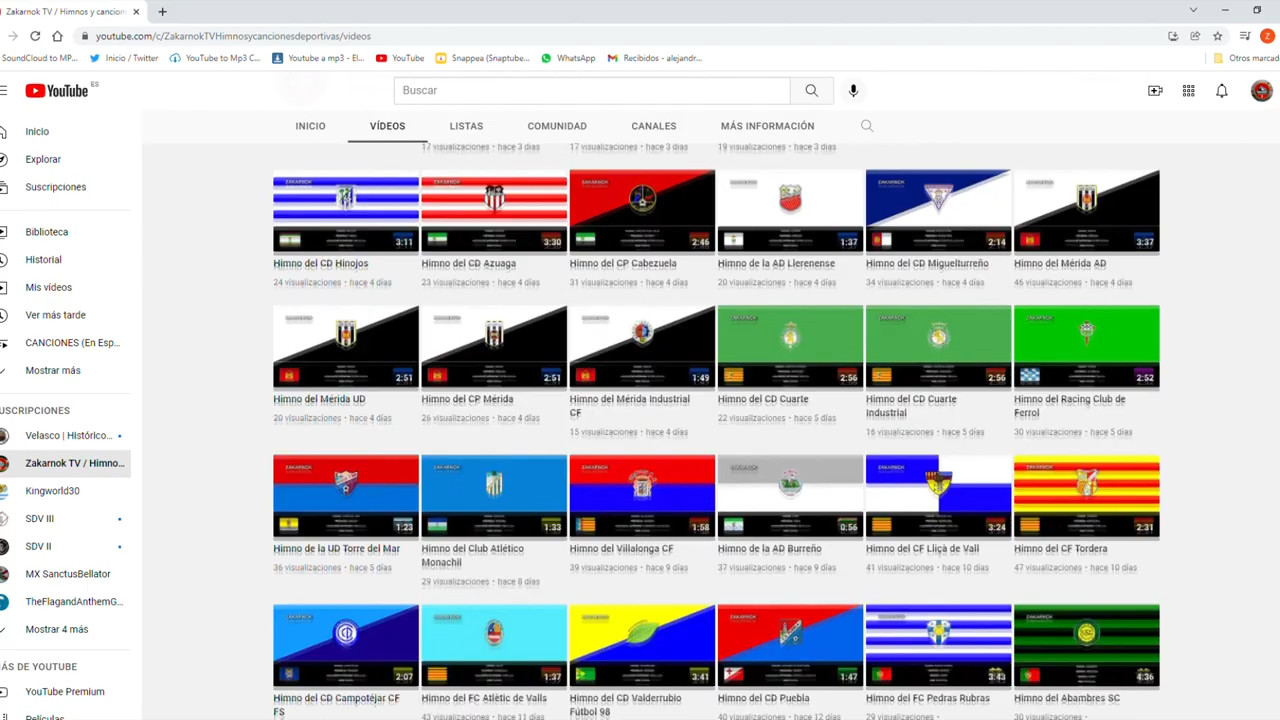 Zakarnok TV / Himnos y cancion
youtube.com/c/ZakarnokTVHimnosycancionesdeportivas/videos
Z
SoundCloud to MP...
Inicio / Twitter
YouTube to Mp3 C...
Youtube a mp3 - El...
YouTube
Snappea (Snaptube...
WhatsApp
Recibidos - alejandr...
Otros marcad
YouTube ES
Buscar
INICIO
VÍDEOS
LISTAS
COMUNIDAD
CANALES
MÁS INFORMACIÓN
Inicio
Explorar
Suscripciones
Biblioteca
Historial
Mis vídeos
Ver más tarde
CANCIONES (En Esp...
Mostrar más
USCRIPCIONES
Velasco | Histórico...
Zakarnok TV / Himno...
Kingworld30
SDV III
SDV II
MX SanctusBellator
TheFlagandAnthemG...
Mostrar 4 más
ÁS DE YOUTUBE
YouTube Premium
Películas
17 visualizaciones • hace 3 días
17 visualizaciones • hace 3 días
19 visualizaciones • hace 3 días
ZAKARNOK
ZAKARNOK
ZAKARNOK
ZAKARNOK
ZAKARNOK
ZAKARNOK
3:30
2:46
1:37
2:14
3:37
Himno del CD Hinojos
Himno del CD Azuaga
Himno del CP Cabezuela
Himno de la AD Llerenense
Himno del CD Miguelturreño
Himno del Mérida AD
24 visualizaciones • hace 4 días
23 visualizaciones • hace 4 días
31 visualizaciones • hace 4 días
20 visualizaciones • hace 4 días
34 visualizaciones • hace 4 días
46 visualizaciones • hace 4 días
2:51
1:49
2:56
2:56
2:52
Himno del Mérida UD
Himno del CP Mérida
Himno del Mérida Industrial
CF
Himno del CD Cuarte
Himno del CD Cuarte
Industrial
Himno del Racing Club de
Ferrol
20 visualizaciones • hace 4 días
26 visualizaciones • hace 4 días
15 visualizaciones • hace 4 días
22 visualizaciones • hace 5 días
16 visualizaciones • hace 5 días
30 visualizaciones • hace 5 días
1:23
1:58
3:24
2:31
Himno de la UD Torre del Mar
Himno del Club Atlético
Monachil
Himno del Villalonga CF
Himno de la AD Burreño
Himno del CF Lliçà de Vall
Himno del CF Tordera
36 visualizaciones • hace 5 días
29 visualizaciones • hace 8 días
39 visualizaciones • hace 9 días
37 visualizaciones • hace 9 días
41 visualizaciones • hace 10 días
47 visualizaciones • hace 10 días
3:41
1:47
3:43
4:36
Himno del CD Campotéjar CF
FS
Himno del FC Atlètic de Valls
Himno del CD Valderrubio
Fútbol 98
Himno del CD Puebla
Himno del FC Pedras Rubras
Himno del Abambres SC
43 visualizaciones • hace 11 días
40 visualizaciones • hace 12 días
29 visualizaciones •
30 visualizaciones •